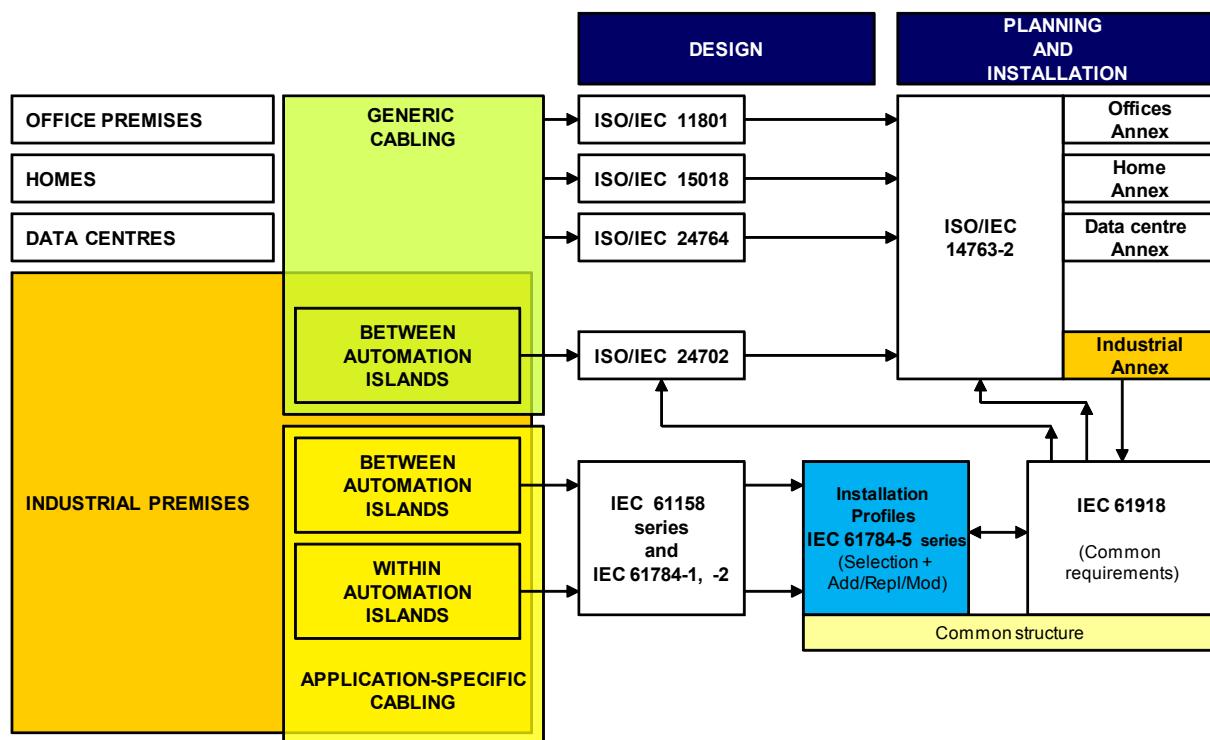 DESIGN
PLANNING
AND
INSTALLATION
OFFICE PREMISES
HOMES
DATA CENTRES
INDUSTRIAL PREMISES
GENERIC
CABLING
BETWEEN
AUTOMATION
ISLANDS
BETWEEN
AUTOMATION
ISLANDS
WITHIN
AUTOMATION
ISLANDS
APPLICATION-SPECIFIC
CABLING
ISO/IEC 11801
ISO/IEC 15018
ISO/IEC 24764
ISO/IEC 24702
IEC 61158
series
and
IEC 61784-1, -2
ISO/IEC
14763-2
Offices
Annex
Home
Annex
Data centre
Annex
Industrial
Annex
Installation
Profiles
IEC 61784-5 series
(Selection +
Add/Repl/Mod)
IEC 61918
(Common
requirements)
Common structure